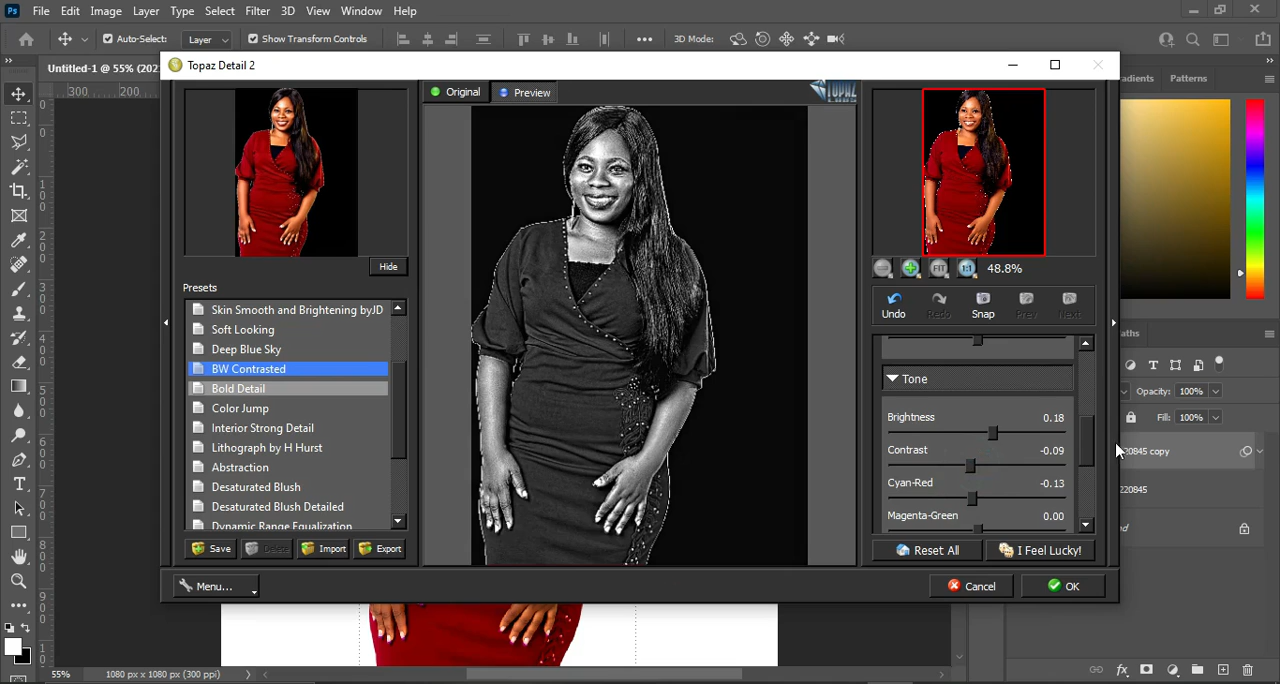 Ps File Edit Image Layer Type Select Filter 3D View Window Help
Auto-Select: Layer Show Transform Controls 3D Mode:
Untitled-1 @ 55% (202
Topaz Detail 2
adients Patterns
300 200
Original Preview
TOPAZ
Hide
48.8%
Presets
Undo Redo Snap Prev Next
Skin Smooth and Brightening byJD
Soft Looking
Deep Blue Sky
BW Contrasted
Bold Detail
Color Jump
Interior Strong Detail
Lithograph by H Hurst
Abstraction
Desaturated Blush
Desaturated Blush Detailed
Dynamic Range Equalization
Tone
Brightness 0.18
Contrast -0.09
Cyan-Red -0.13
Magenta-Green 0.00
Save Delete Import Export
Reset All I Feel Lucky!
Menu... Cancel OK
aths
Opacity: 100%
Fill: 100%
20845 copy
220845
d
55% 1080 px x 1080 px (300 ppi)